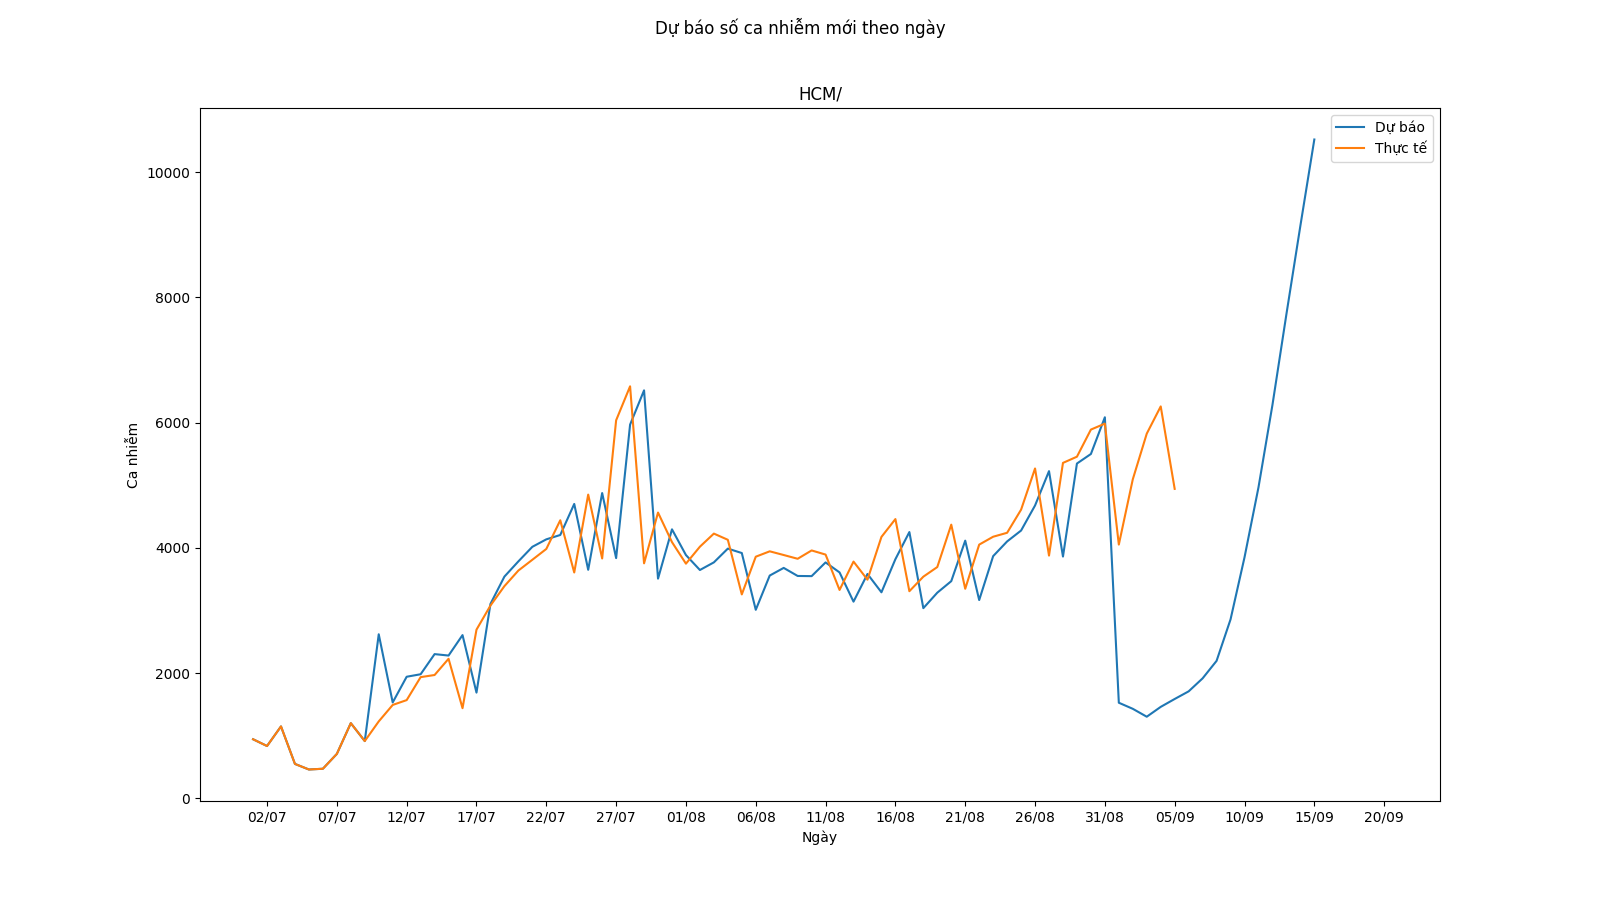 Dự báo số ca nhiễm mới theo ngày
HCM/
Dự báo
Thực tế
10000
8000
6000
4000
2000
0
Ca nhiễm
02/07 07/07 12/07 17/07 22/07 27/07 01/08 06/08 11/08 16/08 21/08 26/08 31/08 05/09 10/09 15/09 20/09
Ngày